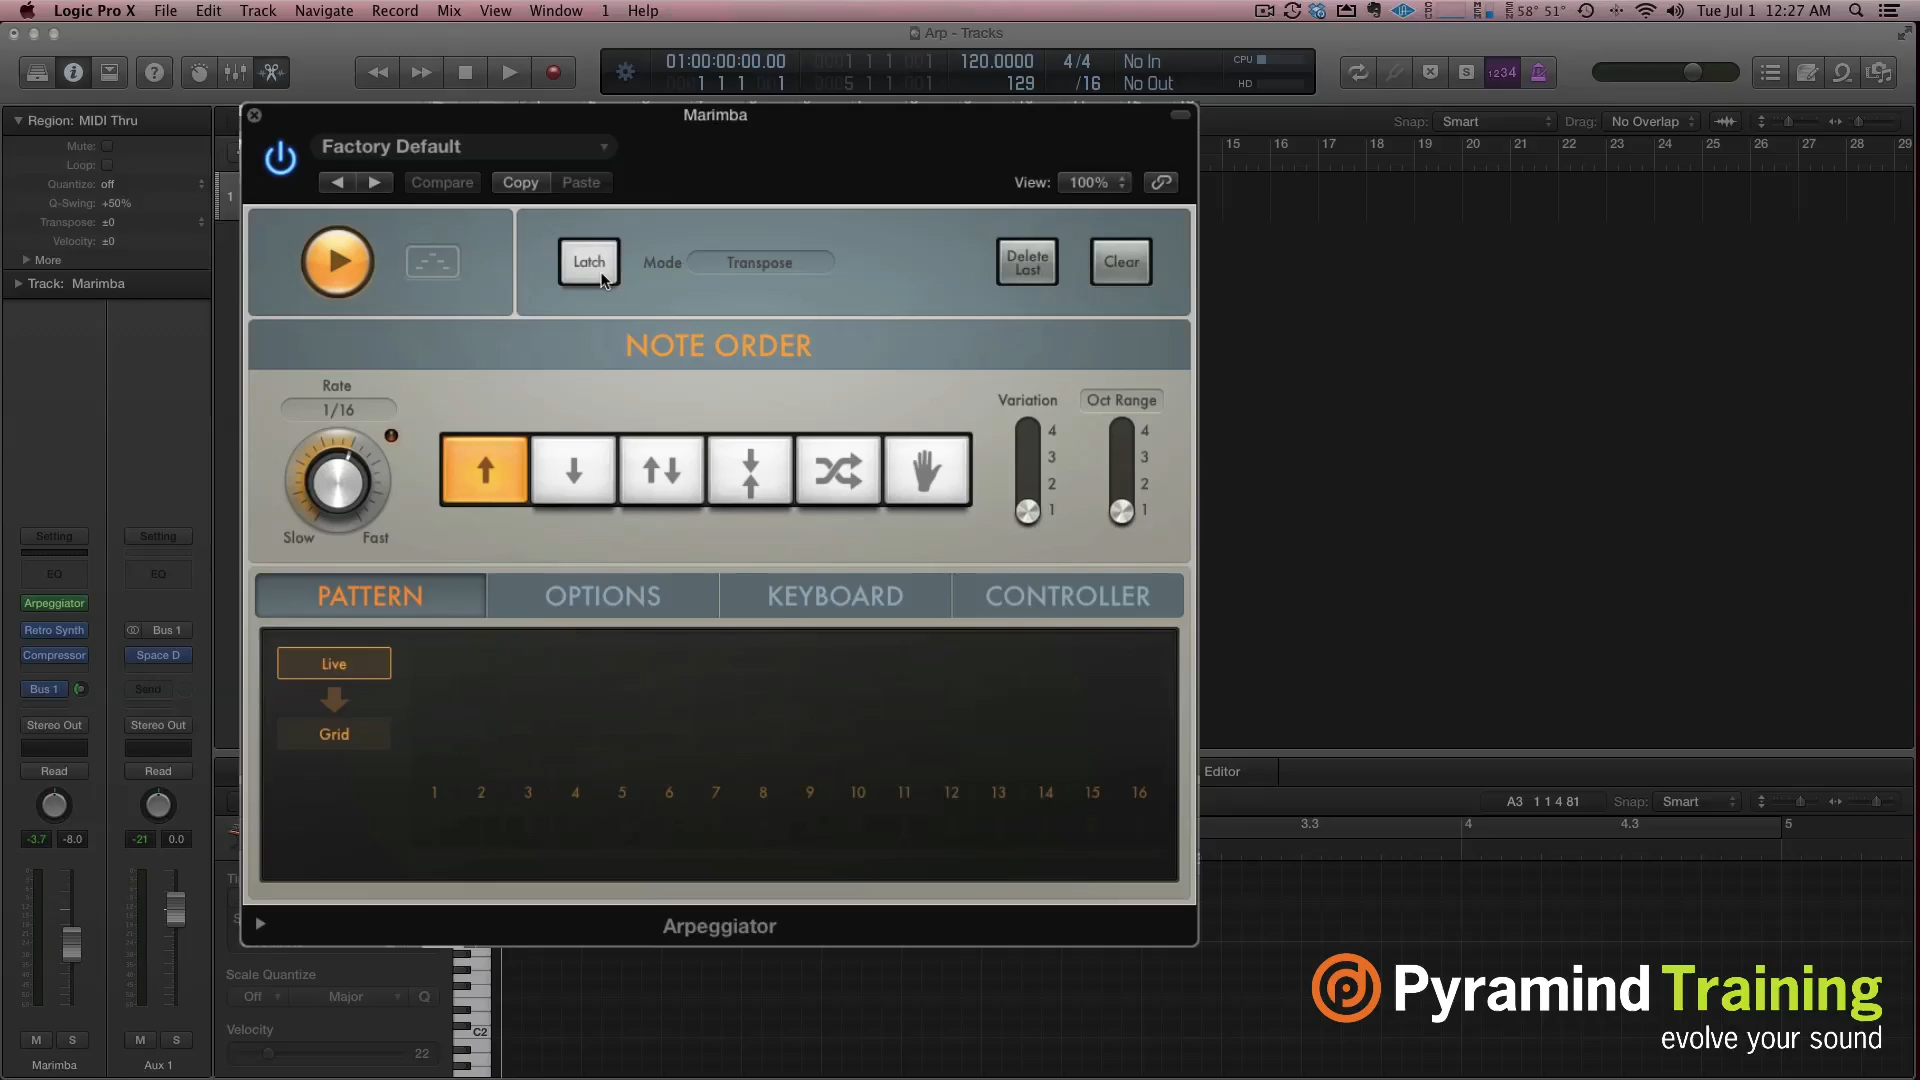 Logic Pro X File Edit Track Navigate Record Mix View Window 1 Help
58° 51° Tue Jul 1 12:27 AM
Arp - Tracks
01:00:00:00.00 120.0000 4/4 No In CPU
1 1 1 1 129 /16 No Out HD
1234
Region: MIDI Thru
Mute:
Loop:
Quantize: off
Q-Swing: +50%
Transpose: ±0
Velocity: ±0
More
Track: Marimba
Snap: Smart Drag: No Overlap
15 16 17 18 19 20 21 22 23 24 25 26 27 28 29
1
Marimba
Factory Default
Compare Copy Paste
View: 100%
Latch Mode Transpose
Delete Last
Clear
NOTE ORDER
Rate
1/16
Slow Fast
Variation Oct Range
4 4
3 3
2 2
1 1
PATTERN OPTIONS KEYBOARD CONTROLLER
Live
Grid
1 2 3 4 5 6 7 8 9 10 11 12 13 14 15 16
Arpeggiator
Setting Setting
EQ EQ
Arpeggiator
Retro Synth Bus 1
Compressor Space D
Bus 1 Send
Stereo Out Stereo Out
Read Read
-3.7 -8.0 -21 0.0
M S M S
Marimba Aux 1
Editor
A3 1 1 4 81 Snap: Smart
3.3 4 4.3 5
Scale Quantize
Off Major Q
Velocity
22
C2
Pyramind Training
evolve your sound